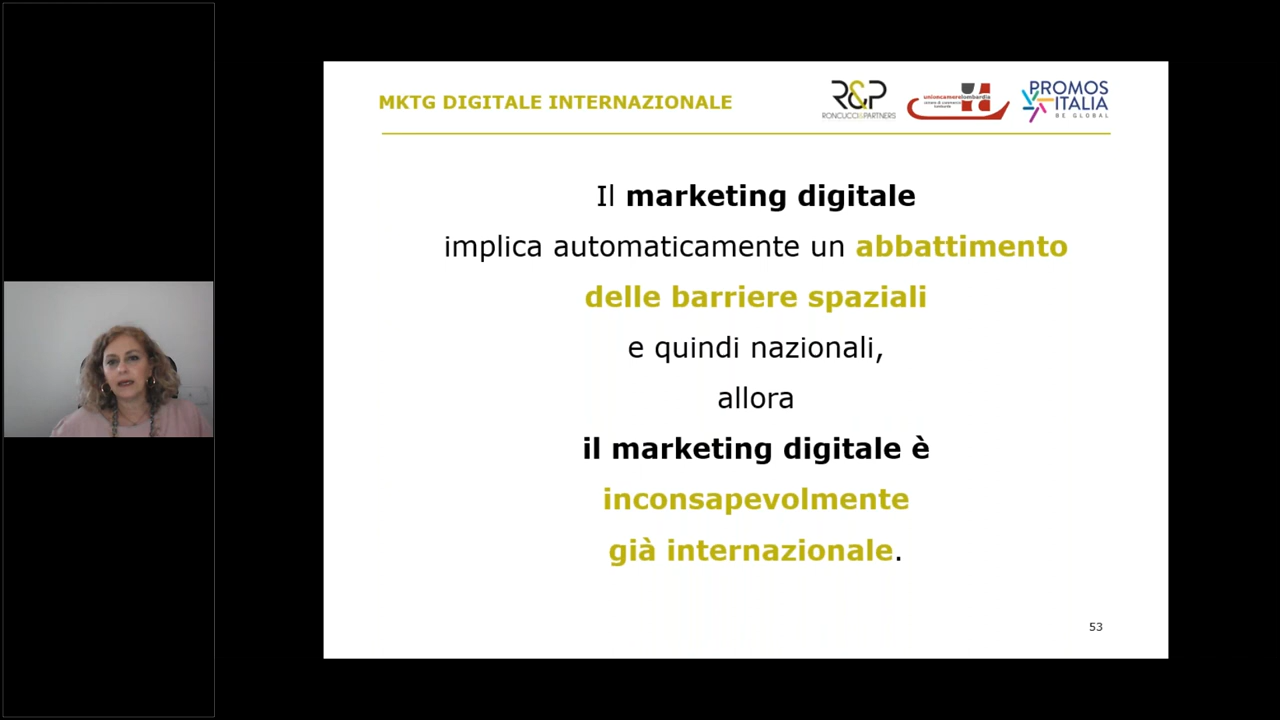 MKTG DIGITALE INTERNAZIONALE
R&P
RONCUCCI&PARTNERS
unioncamerelombardia
PROMOS
ITALIA
BE GLOBAL
Il marketing digitale
implica automaticamente un abbattimento
delle barriere spaziali
e quindi nazionali,
allora
il marketing digitale è
inconsapevolmente
già internazionale.
53